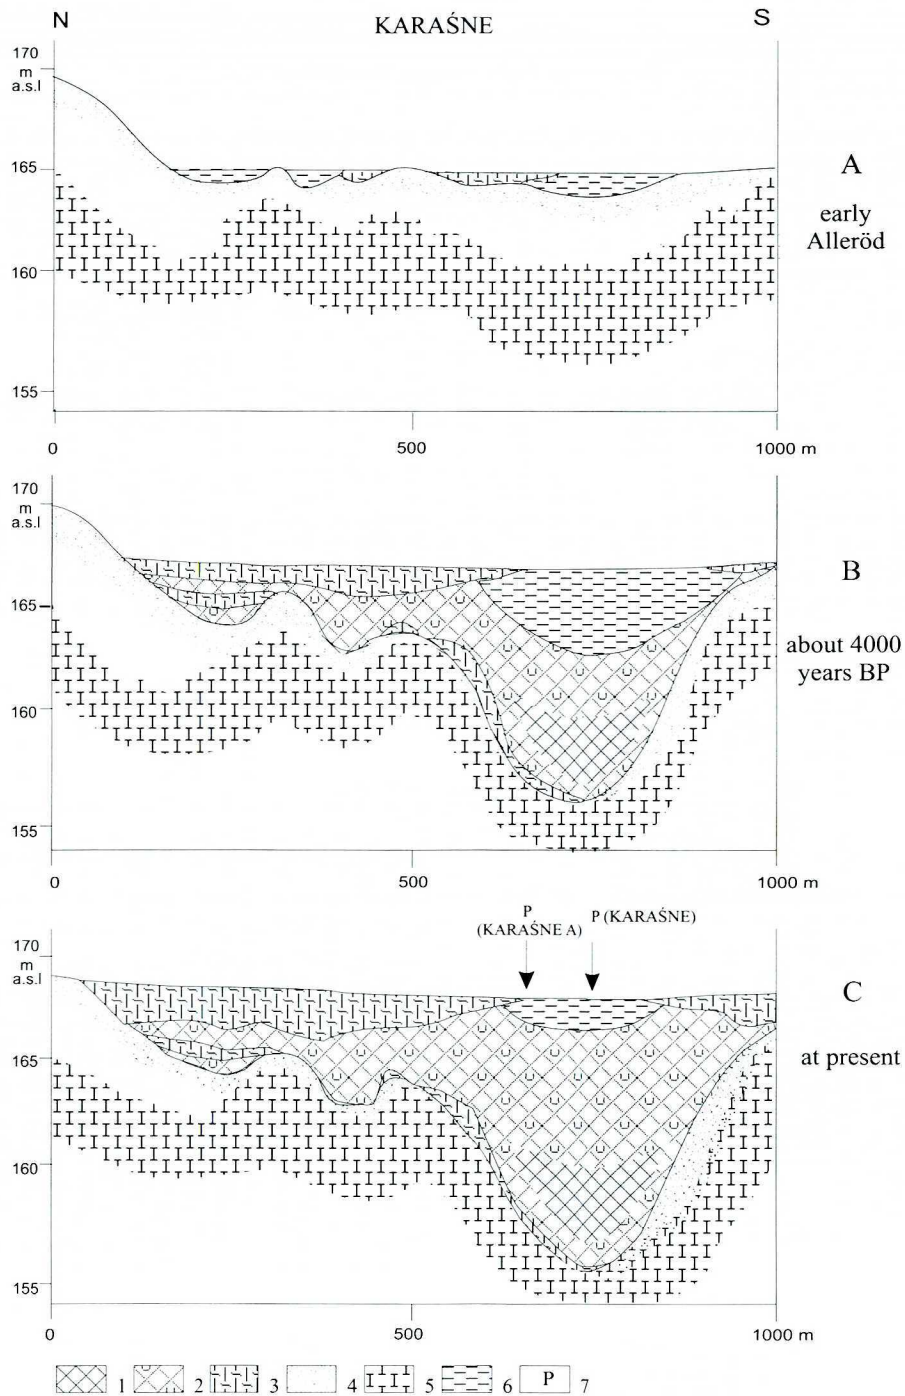 N KARAŚNE S
170
m
a.s.l
165
160
155
A
early
Alleröd
0 500 1000 m
170
m
a.s.l
165
160
155
B
about 4000
years BP
0 500 1000 m
P
(KARAŚNE A)
P (KARAŚNE)
170
m
a.s.l
165
160
155
C
at present
0 500 1000 m
1 2 3 4 5 6 P 7